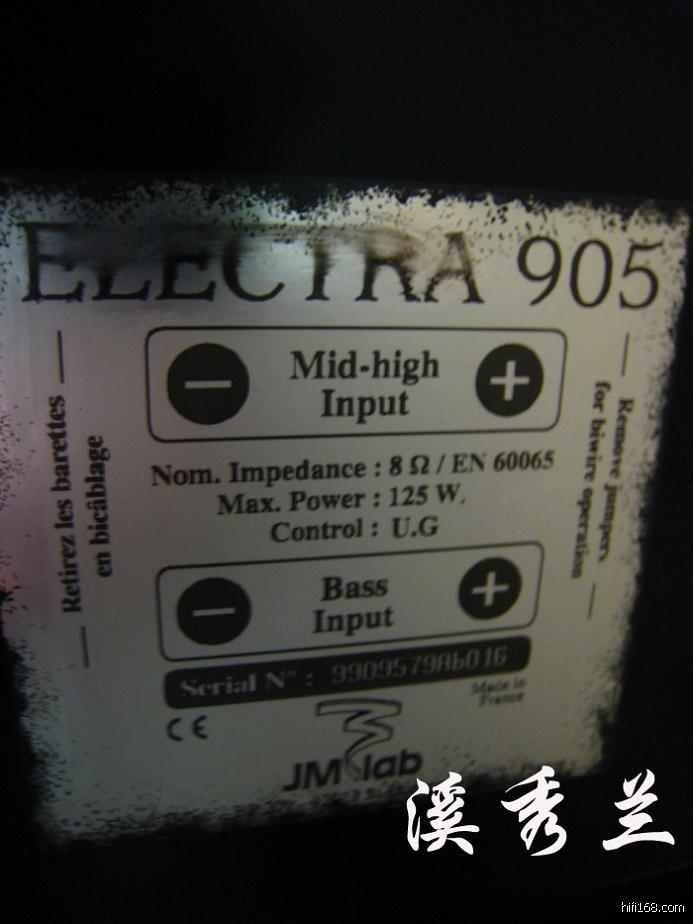 ELECTRA 905
Mid-high
Input
Nom. Impedance : 8 Ω / EN 60065
Max. Power : 125 W.
Control : U.G
Retirez les barettes
en bicâblage
Remove jumpers
for biwire operation
Bass
Input
Serial N° : 9909579Ab016
CE
Made in
France
JMlab
溪秀兰
hifi168.com